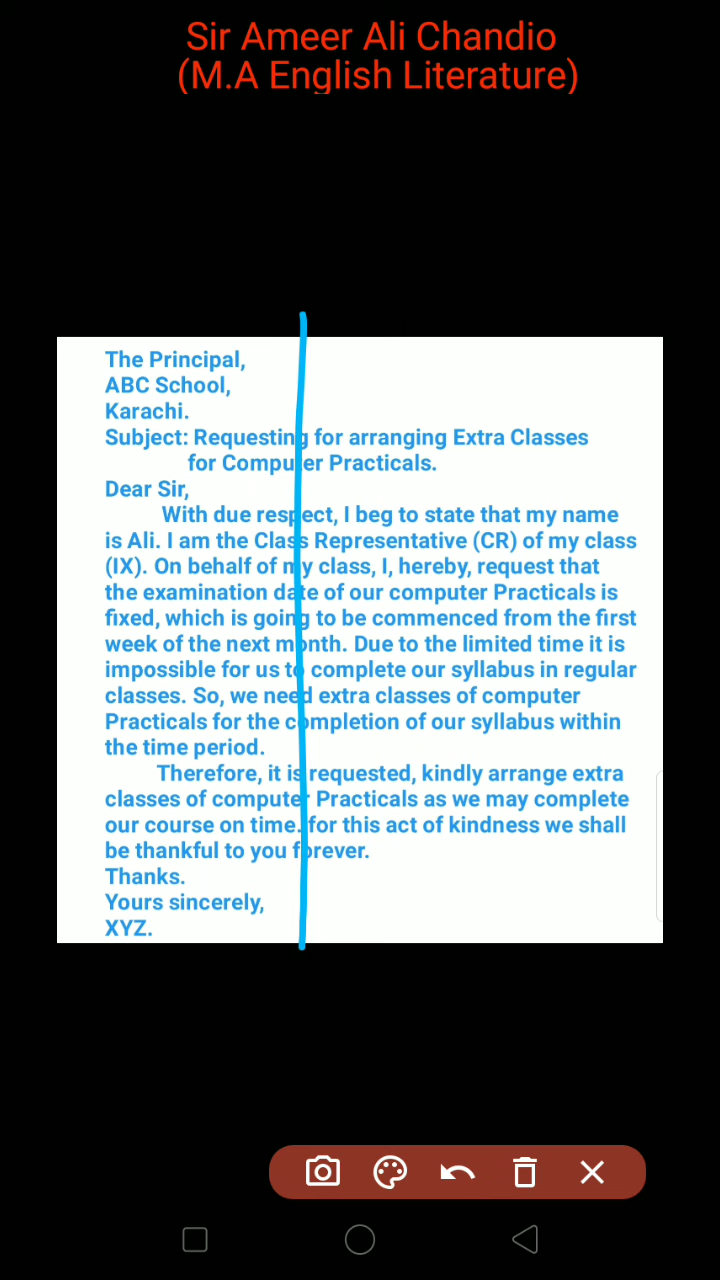 Sir Ameer Ali Chandio
(M.A English Literature)
The Principal,
ABC School,
Karachi.
Subject: Requesting for arranging Extra Classes
for Computer Practicals.
Dear Sir,
With due respect, I beg to state that my name
is Ali. I am the Class Representative (CR) of my class
(IX). On behalf of my class, I, hereby, request that
the examination date of our computer Practicals is
fixed, which is going to be commenced from the first
week of the next month. Due to the limited time it is
impossible for us to complete our syllabus in regular
classes. So, we need extra classes of computer
Practicals for the completion of our syllabus within
the time period.
Therefore, it is requested, kindly arrange extra
classes of computer Practicals as we may complete
our course on time. for this act of kindness we shall
be thankful to you forever.
Thanks.
Yours sincerely,
XYZ.